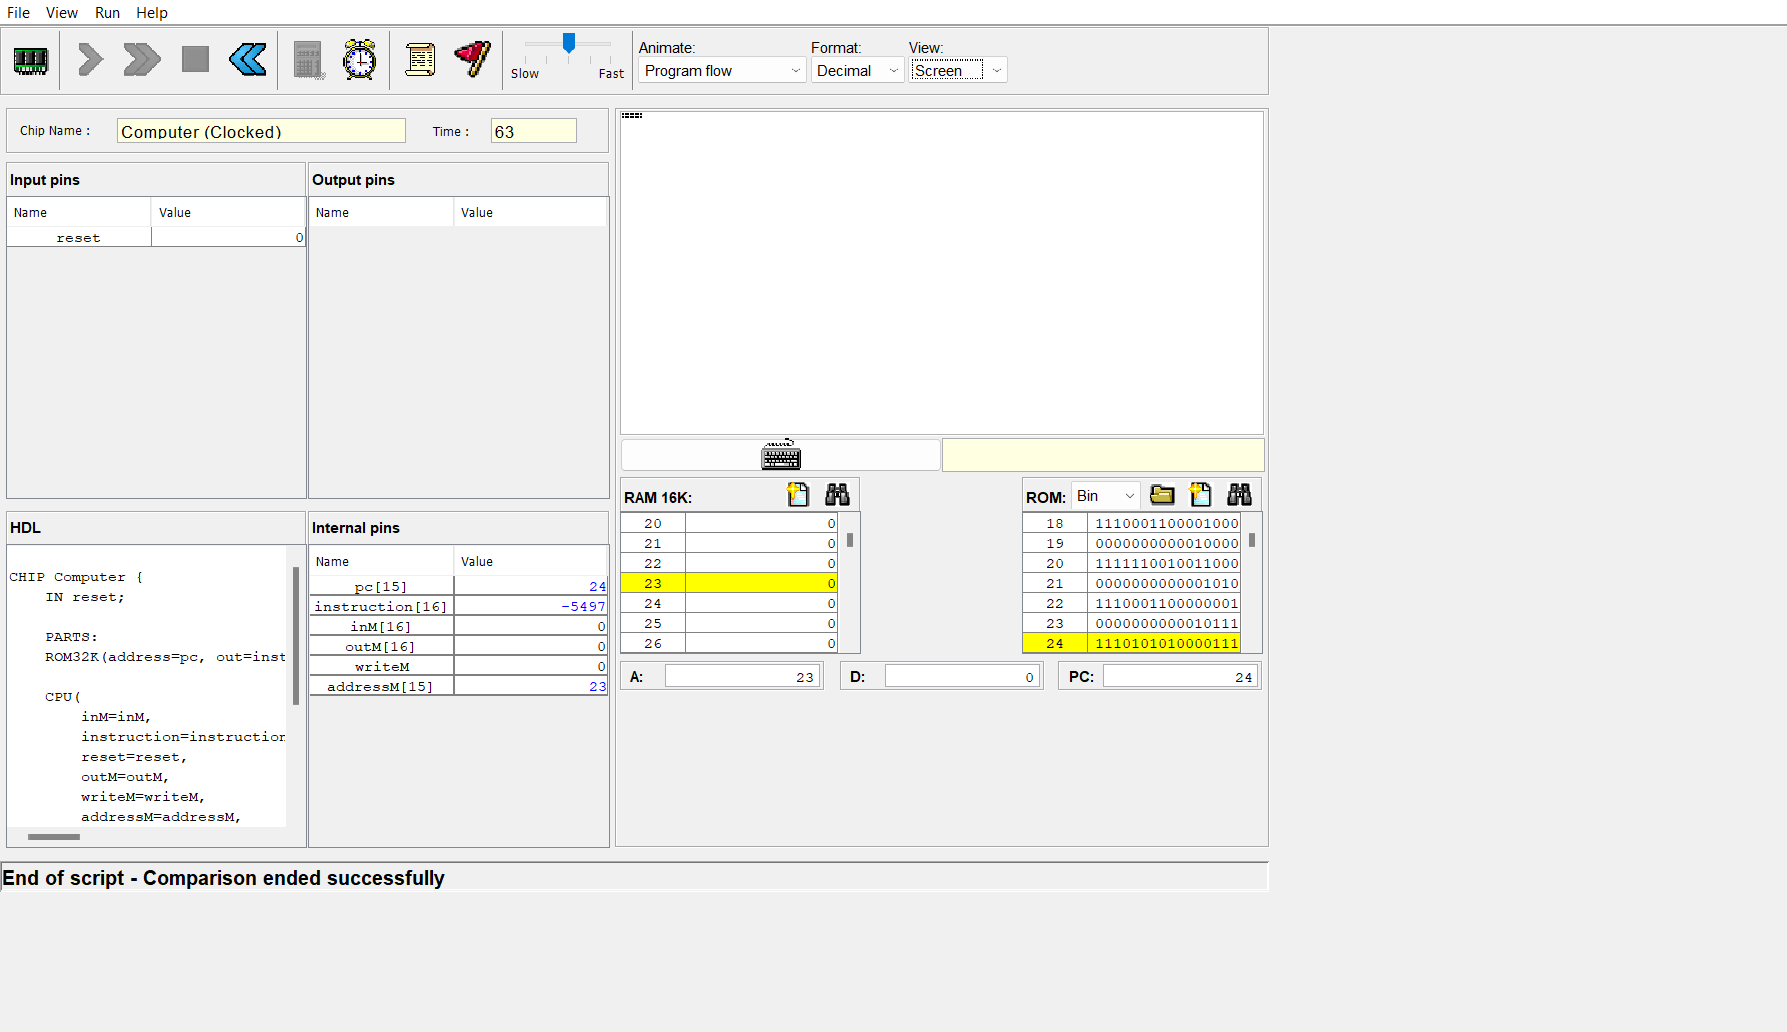 File View Run Help
Slow Fast
Animate: Format: View:
Program flow Decimal Screen
Chip Name : Computer (Clocked) Time : 63
Input pins
Name Value
reset 0
Output pins
Name Value
HDL
CHIP Computer {
IN reset;
PARTS:
ROM32K(address=pc, out=inst
CPU(
inM=inM,
instruction=instruction
reset=reset,
outM=outM,
writeM=writeM,
addressM=addressM,
Internal pins
Name Value
pc[15] 24
instruction[16] -5497
inM[16] 0
outM[16] 0
writeM 0
addressM[15] 23
RAM 16K:
20 0
21 0
22 0
23 0
24 0
25 0
26 0
ROM: Bin
18 1110001100001000
19 0000000000010000
20 1111110010011000
21 0000000000001010
22 1110001100000001
23 0000000000010111
24 1110101010000111
A: 23 D: 0 PC: 24
End of script - Comparison ended successfully